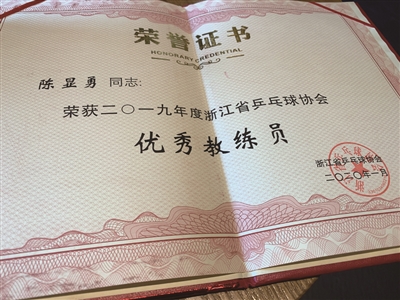 荣誉证书
HONORARY CREDENTIAL
陈显勇 同志:
荣获二〇一九年度浙江省乒乓球协会
优秀教练员
浙江省乒乓球协会
二〇二〇年一月